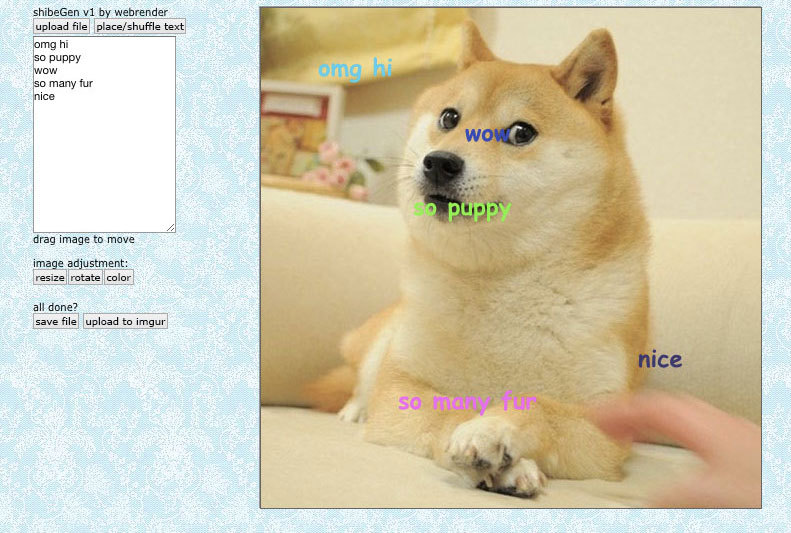 shibeGen v1 by webrender
upload file place/shuffle text
omg hi
so puppy
wow
so many fur
nice
drag image to move
image adjustment:
resize rotate color
all done?
save file upload to imgur
omg hi
wow
so puppy
nice
so many fur